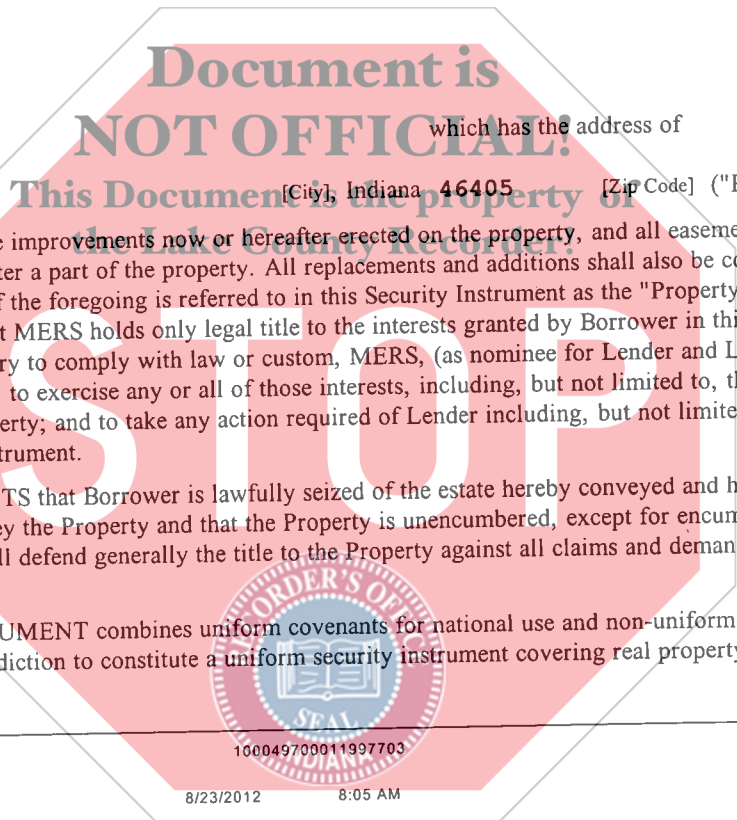 Document is
NOT OFFICIAL!
which has the address of
This Document is the property of
[City], Indiana 46405 [Zip Code] ("P
the Lake County Recorder!
e improvements now or hereafter erected on the property, and all easeme
ter a part of the property. All replacements and additions shall also be co
f the foregoing is referred to in this Security Instrument as the "Property
t MERS holds only legal title to the interests granted by Borrower in thi
ry to comply with law or custom, MERS, (as nominee for Lender and L
to exercise any or all of those interests, including, but not limited to, th
erty; and to take any action required of Lender including, but not limite
trument.
STOP
TS that Borrower is lawfully seized of the estate hereby conveyed and h
ey the Property and that the Property is unencumbered, except for encum
ll defend generally the title to the Property against all claims and deman
UMENT combines uniform covenants for national use and non-uniform
diction to constitute a uniform security instrument covering real property
RECORDER'S OFFICE
SEAL
INDIANA
100049700011997703
8/23/2012 8:05 AM